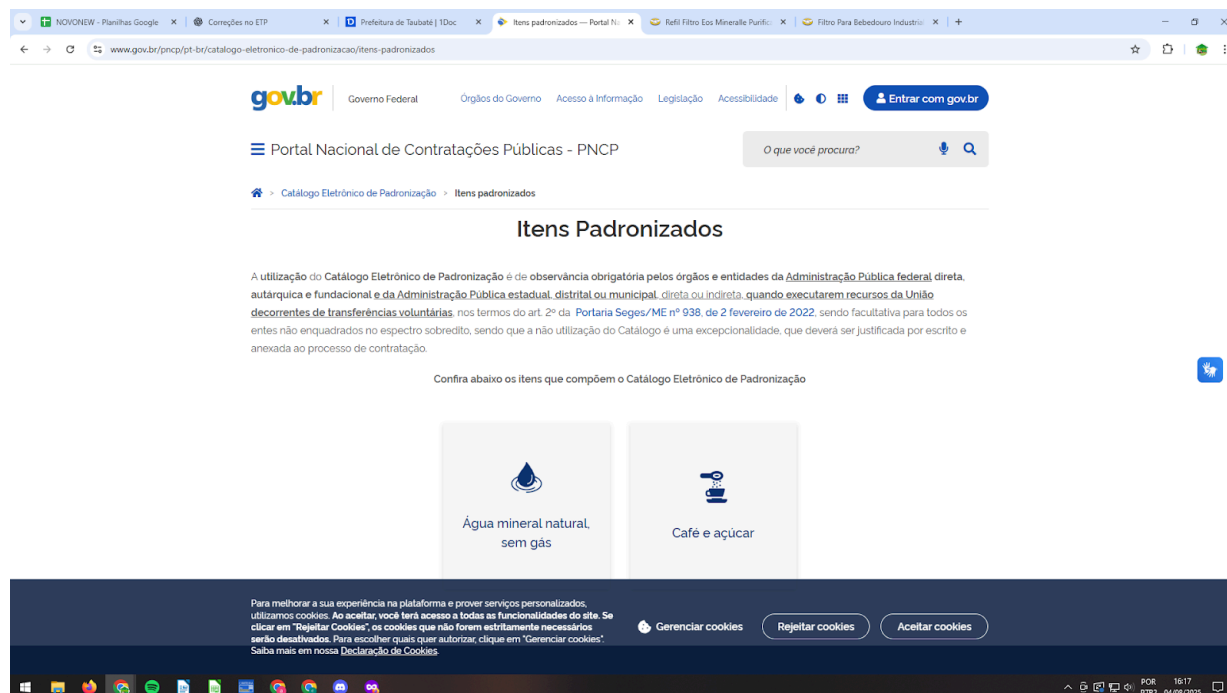 NOVONEW - Planilhas Google
Correções no ETP
Prefeitura de Taubaté | 1Doc
Itens padronizados — Portal Na
Refil Filtro Eos Mineralle Purific
Filtro Para Bebedouro Industria
www.gov.br/pncp/pt-br/catalogo-eletronico-de-padronizacao/itens-padronizados
gov.br
Governo Federal
Órgãos do Governo
Acesso à Informação
Legislação
Acessibilidade
Entrar com gov.br
Portal Nacional de Contratações Públicas - PNCP
O que você procura?
Catálogo Eletrônico de Padronização > Itens padronizados
Itens Padronizados
A utilização do Catálogo Eletrônico de Padronização é de observância obrigatória pelos órgãos e entidades da Administração Pública federal direta,
autárquica e fundacional e da Administração Pública estadual, distrital ou municipal, direta ou indireta, quando executarem recursos da União
decorrentes de transferências voluntárias, nos termos do art. 2º da Portaria Seges/ME nº 938, de 2 fevereiro de 2022, sendo facultativa para todos os
entes não enquadrados no espectro sobredito, sendo que a não utilização do Catálogo é uma excepcionalidade, que deverá ser justificada por escrito e
anexada ao processo de contratação.
Confira abaixo os itens que compõem o Catálogo Eletrônico de Padronização
Água mineral natural,
sem gás
Café e açúcar
Para melhorar a sua experiência na plataforma e prover serviços personalizados,
utilizamos cookies. Ao aceitar, você terá acesso a todas as funcionalidades do site. Se
clicar em "Rejeitar Cookies", os cookies que não forem estritamente necessários
serão desativados. Para escolher quais quer autorizar, clique em "Gerenciar cookies".
Saiba mais em nossa Declaração de Cookies.
Gerenciar cookies
Rejeitar cookies
Aceitar cookies
POR
16:17
PTB2
04/08/2025